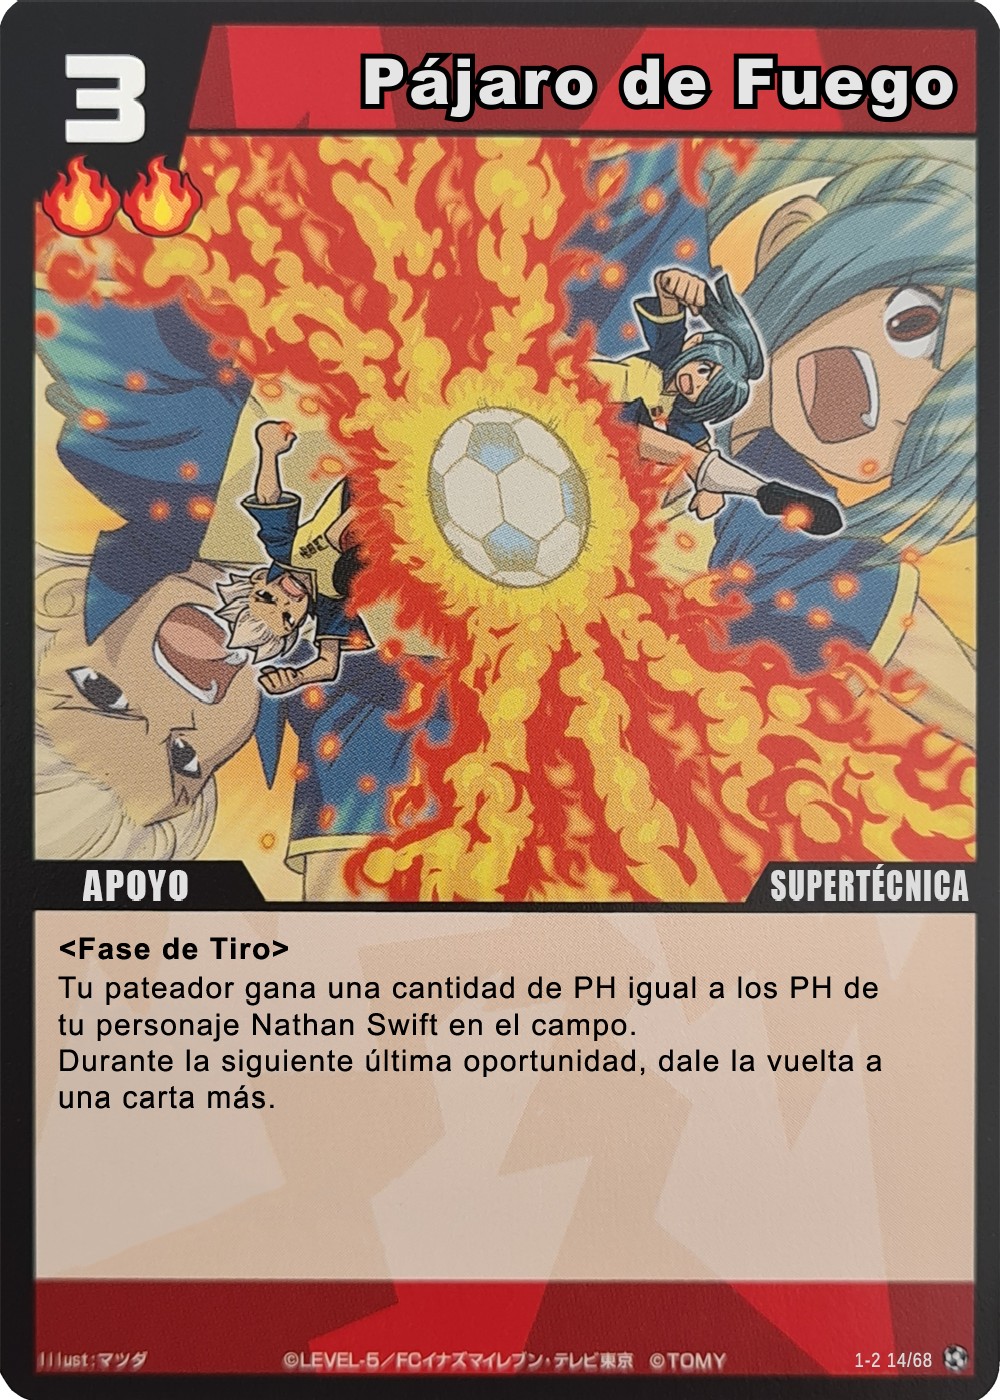 3
Pájaro de Fuego
APOYO
SUPERTÉCNICA
<Fase de Tiro>
Tu pateador gana una cantidad de PH igual a los PH de
tu personaje Nathan Swift en el campo.
Durante la siguiente última oportunidad, dale la vuelta a
una carta más.
Illust:マツダ
©LEVEL-5/FCイナズマイレブン・テレビ東京 ©TOMY
1-2 14/68